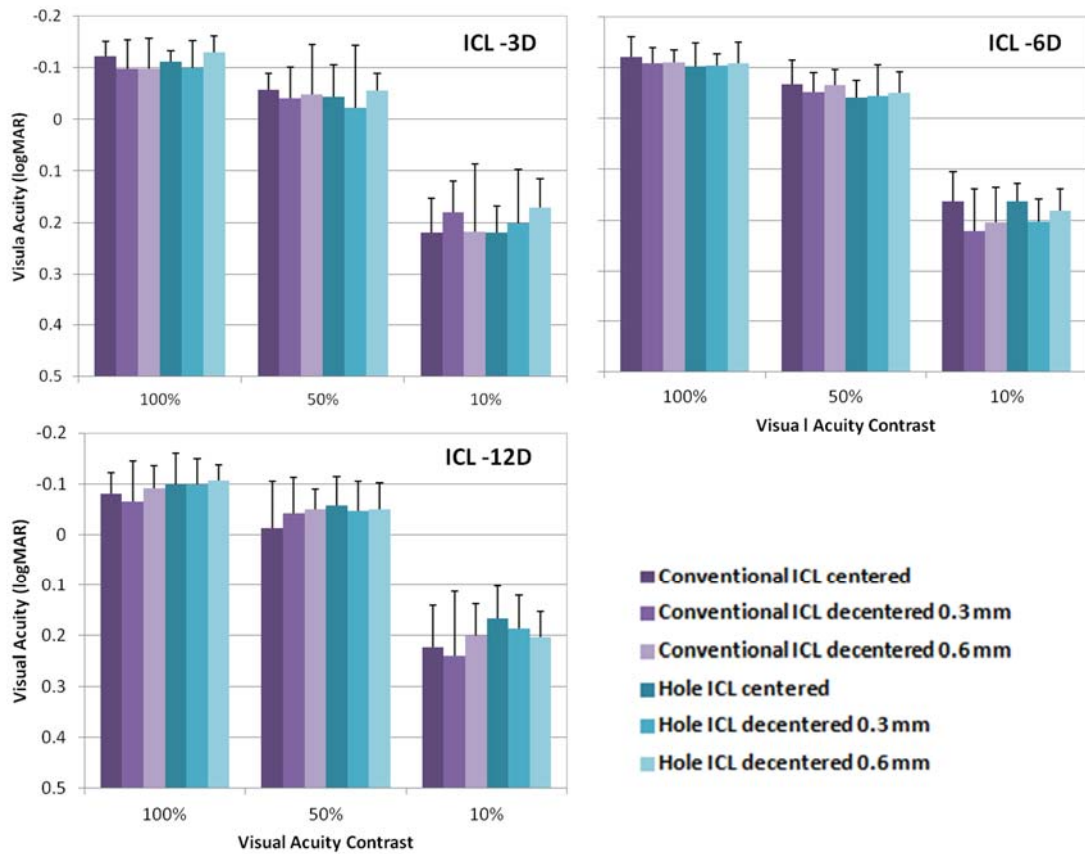 ICL -3D
Visula Acuity (logMAR)
-0.2
-0.1
0
0.1
0.2
0.3
0.4
0.5
100%
50%
10%
ICL -6D
100%
50%
10%
Visual Acuity Contrast
ICL -12D
Visual Acuity (logMAR)
-0.2
-0.1
0
0.1
0.2
0.3
0.4
0.5
100%
50%
10%
Visual Acuity Contrast
Conventional ICL centered
Conventional ICL decentered 0.3 mm
Conventional ICL decentered 0.6 mm
Hole ICL centered
Hole ICL decentered 0.3 mm
Hole ICL decentered 0.6 mm